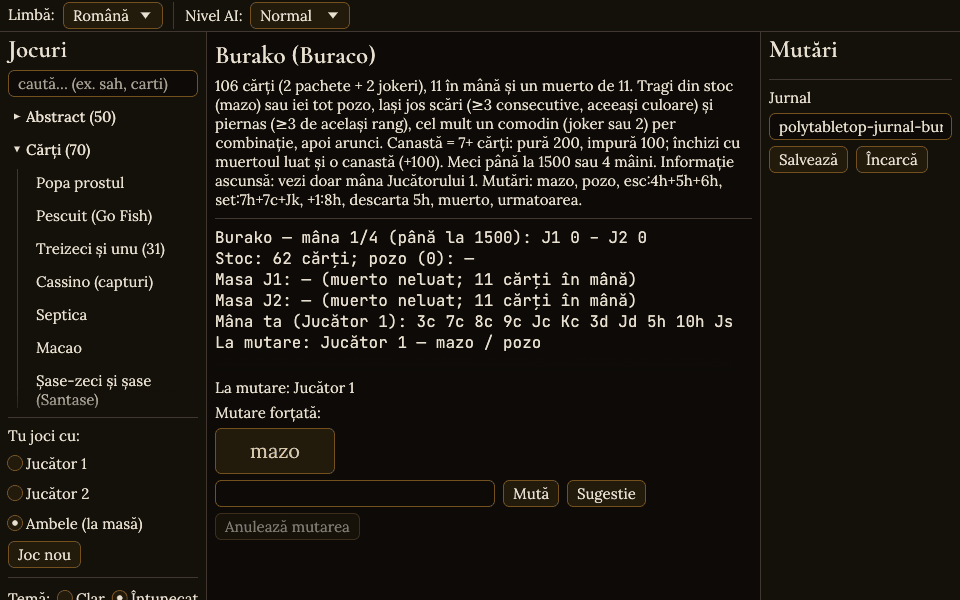 Limbă: Română ▼ Nivel AI: Normal ▼
Jocuri
caută... (ex. sah, carti)
▸ Abstract (50)
▾ Cărți (70)
Popa prostul
Pescuit (Go Fish)
Treizeci și unu (31)
Cassino (capturi)
Septica
Macao
Șase-zeci și șase
(Santase)
Tu joci cu:
Jucător 1
Jucător 2
Ambele (la masă)
Joc nou
Temă: Clar Întunecat
Burako (Buraco)
106 cărți (2 pachete + 2 jokeri), 11 în mână și un muerto de 11. Tragi din stoc
(mazo) sau iei tot pozo, lași jos scări (≥3 consecutive, aceeași culoare) și
piernas (≥3 de același rang), cel mult un comodin (joker sau 2) per
combinație, apoi arunci. Canastă = 7+ cărți: pură 200, impură 100; închizi cu
muertoul luat și o canastă (+100). Meci până la 1500 sau 4 mâini. Informație
ascunsă: vezi doar mâna Jucătorului 1. Mutări: mazo, pozo, esc:4h+5h+6h,
set:7h+7c+Jk, +1:8h, descarta 5h, muerto, urmatoarea.
Burako — mâna 1/4 (până la 1500): J1 0 – J2 0
Stoc: 62 cărți; pozo (0): —
Masa J1: — (muerto neluat; 11 cărți în mână)
Masa J2: — (muerto neluat; 11 cărți în mână)
Mâna ta (Jucător 1): 3c 7c 8c 9c Jc Kc 3d Jd 5h 10h Js
La mutare: Jucător 1 — mazo / pozo
La mutare: Jucător 1
Mutare forțată:
mazo
Mută Sugestie
Anulează mutarea
Mutări
Jurnal
polytabletop-jurnal-bur
Salvează Încarcă